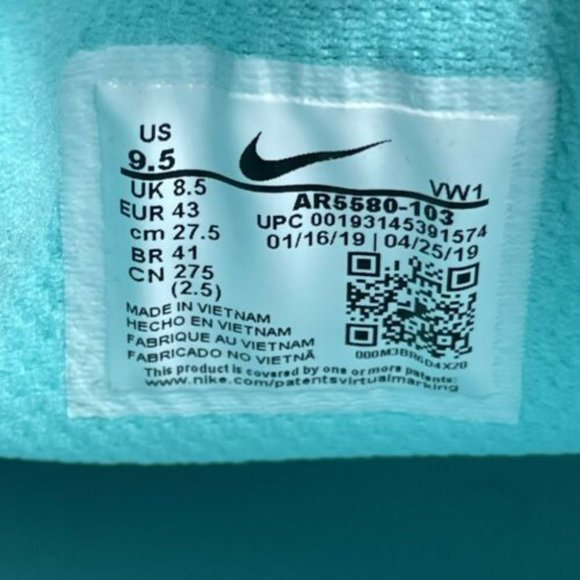 US
9.5
UK 8.5
EUR 43
cm 27.5
BR 41
CN 275
(2.5)
VW1
AR5580-103
UPC 00193145391574
01/16/19 | 04/25/19
000M3BR6D4X20
MADE IN VIETNAM
HECHO EN VIETNAM
FABRIQUE AU VIETNAM
FABRICADO NO VIETNÃ
This product is covered by one or more patents:
www.nike.com/patentsvirtualmarking